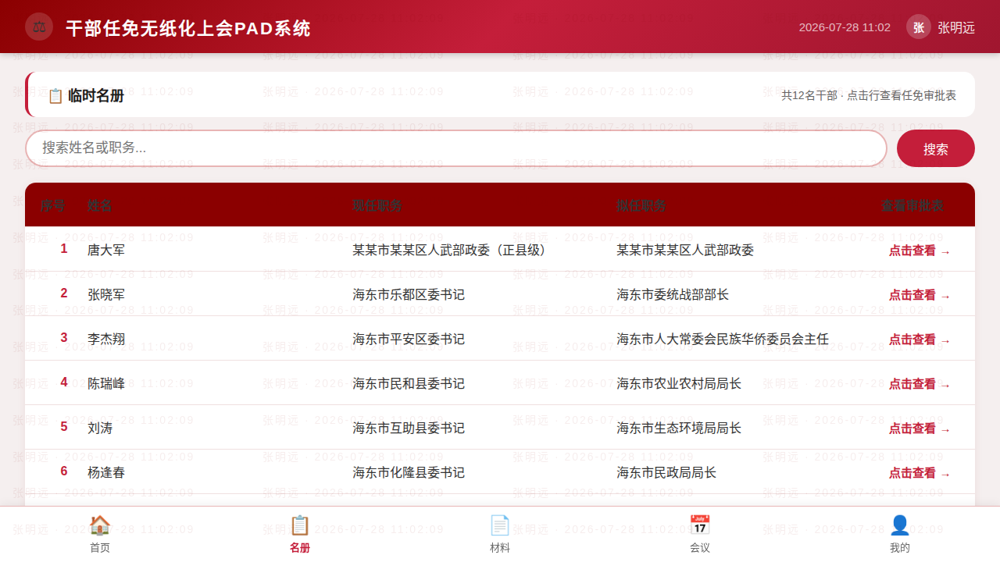 干部任免无纸化上会PAD系统
2026-07-28 11:02
张 张明远
临时名册
共12名干部 · 点击行查看任免审批表
搜索姓名或职务...
搜索
序号 姓名 现任职务 拟任职务 查看审批表
1 唐大军 某某市某某区人武部政委（正县级） 某某市某某区人武部政委 点击查看 →
2 张晓军 海东市乐都区委书记 海东市委统战部部长 点击查看 →
3 李杰翔 海东市平安区委书记 海东市人大常委会民族华侨委员会主任 点击查看 →
4 陈瑞峰 海东市民和县委书记 海东市农业农村局局长 点击查看 →
5 刘涛 海东市互助县委书记 海东市生态环境局局长 点击查看 →
6 杨逢春 海东市化隆县委书记 海东市民政局局长 点击查看 →
首页 名册 材料 会议 我的
张明远 · 2026-07-28 11:02:09